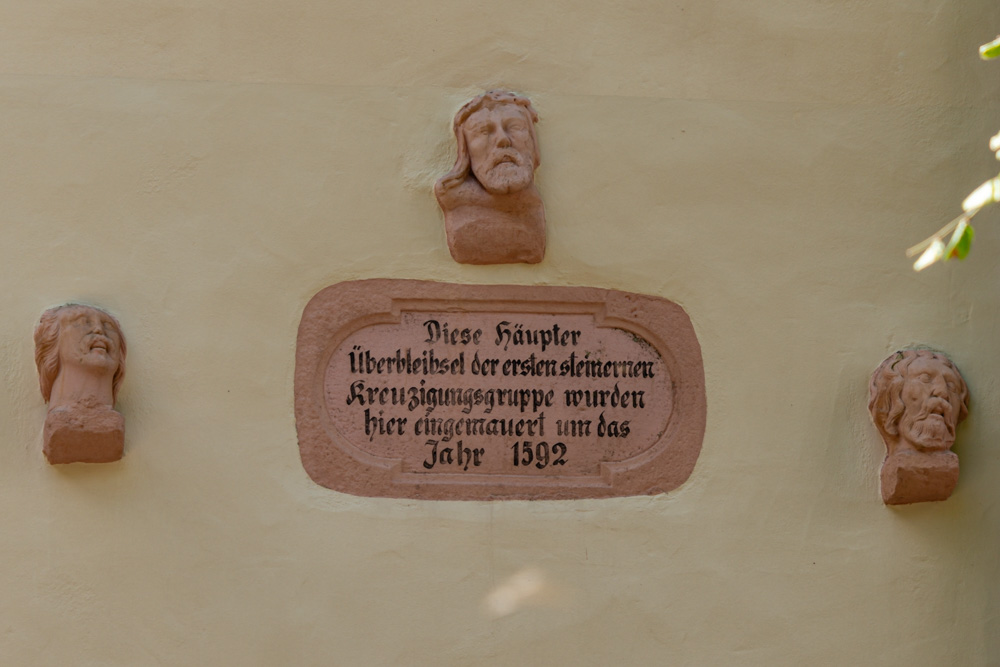 Diese Häupter
Überbleibsel der ersten steinernen
Kreuzigungsgruppe wurden
hier eingemauert um das
Jahr 1592